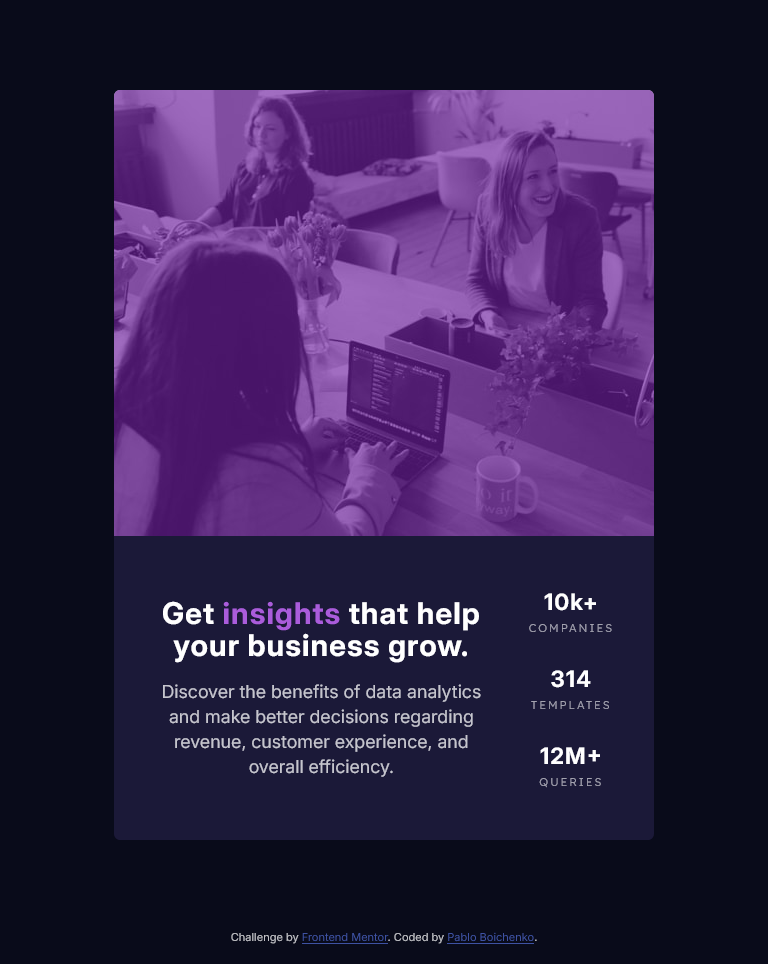 Get insights that help
your business grow.
Discover the benefits of data analytics
and make better decisions regarding
revenue, customer experience, and
overall efficiency.
10k+
COMPANIES
314
TEMPLATES
12M+
QUERIES
Challenge by Frontend Mentor. Coded by Pablo Boichenko.